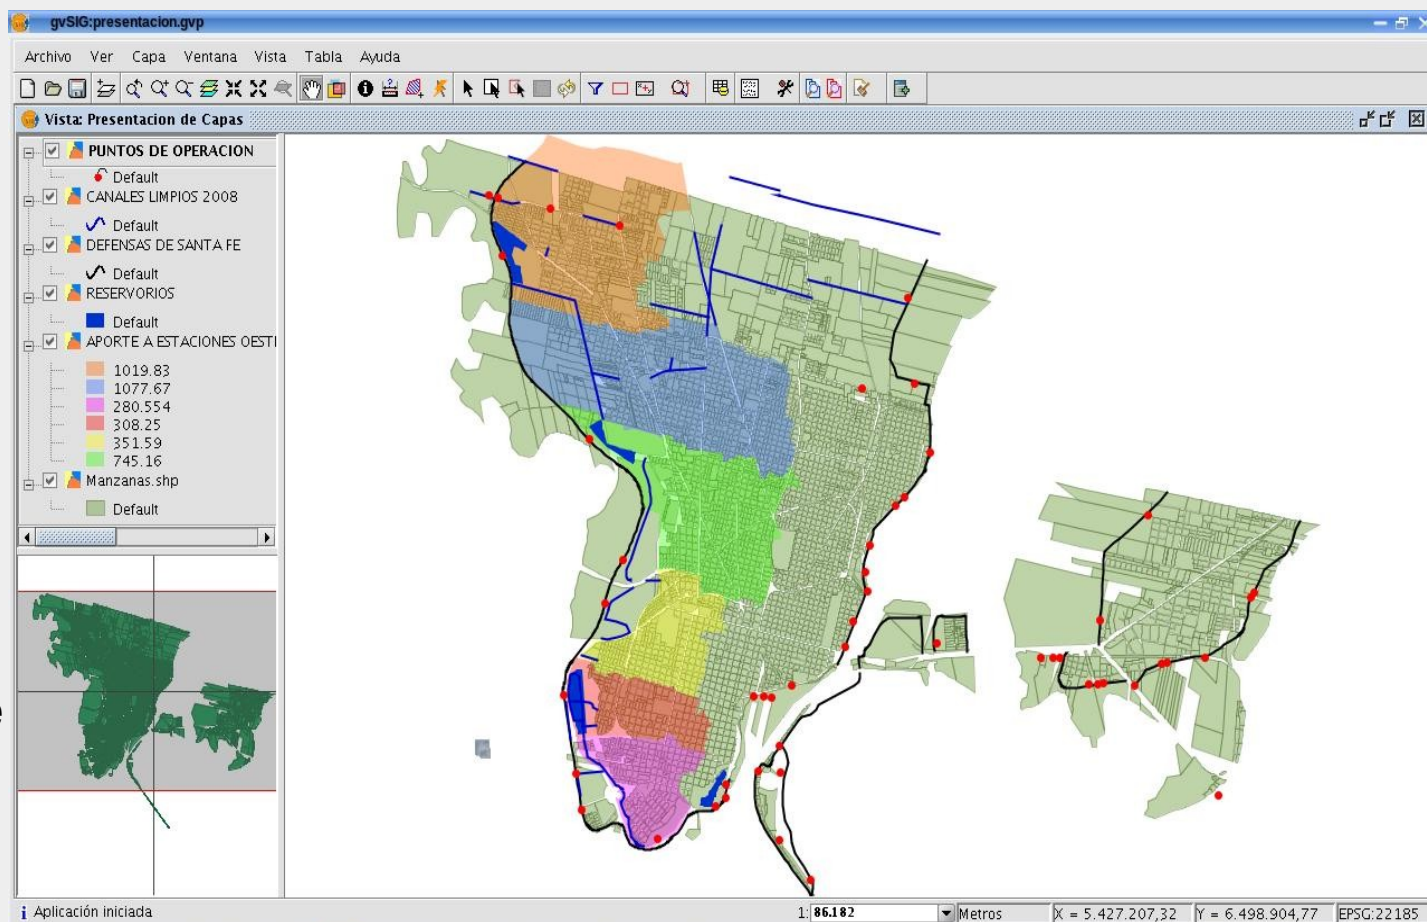 gvSIG:presentacion.gvp
Archivo Ver Capa Ventana Vista Tabla Ayuda
Vista: Presentacion de Capas
PUNTOS DE OPERACION
Default
CANALES LIMPIOS 2008
Default
DEFENSAS DE SANTA FE
Default
RESERVORIOS
Default
APORTE A ESTACIONES OESTI
1019.83
1077.67
280.554
308.25
351.59
745.16
Manzanas.shp
Default
e
Aplicación iniciada
1: 86.182
Metros
X = 5.427.207,32
Y = 6.498.904,77
EPSG:22185